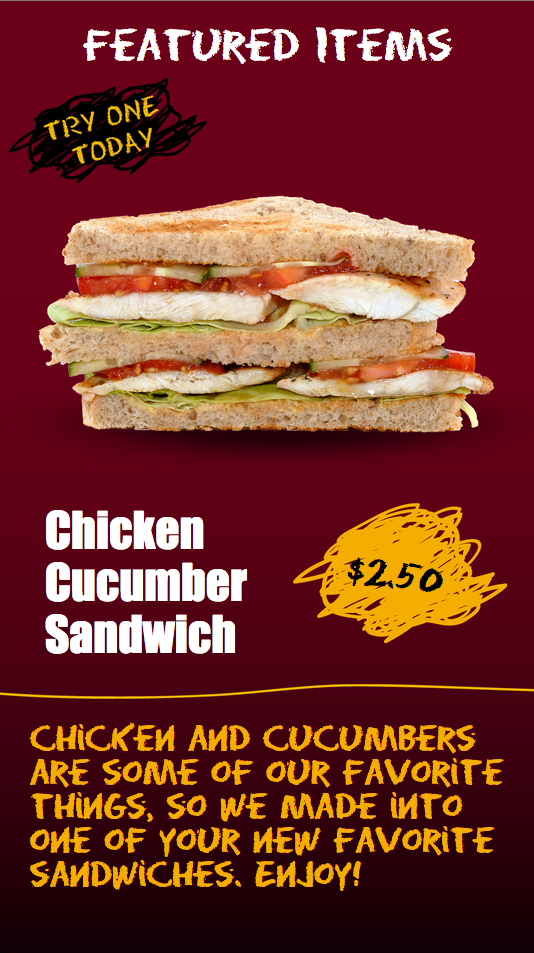 FEATURED ITEMS
TRY ONE
TODAY
Chicken
Cucumber
Sandwich
$2.50
CHiCKEN AND CUCUMBERS
ARE SOME OF OUR FAVORiTE
THiNGS, SO WE MADE iNTO
ONE OF YOUR NEW FAVORiTE
SANDWiCHES. ENJOY!